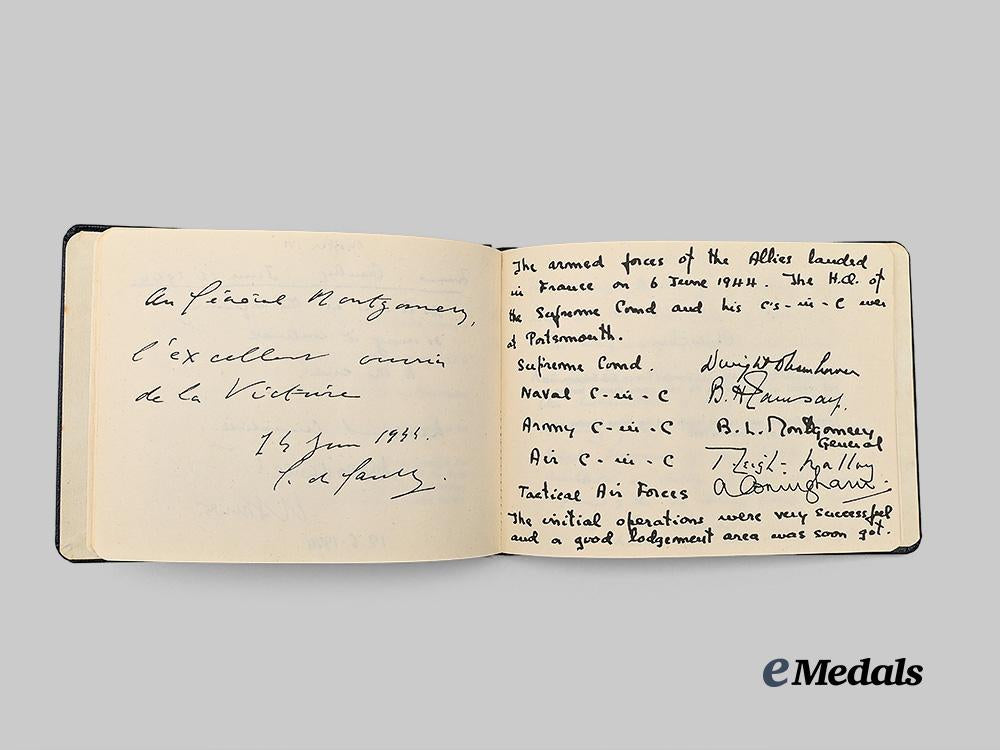 Au Général Montgomery,
l'excellent ouvrier
de la Victoire
14 Juin 1944.
C. de Gaulle.
The armed forces of the Allies landed
in France on 6 June 1944. The H.Q. of
the Supreme Comd and his C's-in-C were
at Portsmouth.
Supreme Comd. Dwight D Eisenhower
Naval C-in-C B. H. Ramsay.
Army C-in-C B. L. Montgomery
General
Air C-in-C T Leigh-Mallory
Tactical Air Forces A Coningham.
The initial operations were very successful
and a good lodgement area was soon got.
eMedals